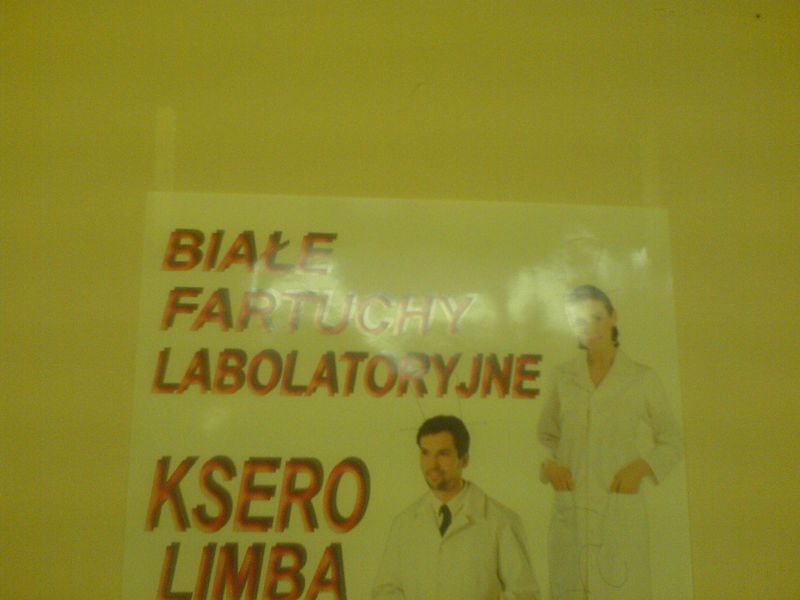 BIAŁE
FARTUCHY
LABOLATORYJNE
KSERO
LIMBA